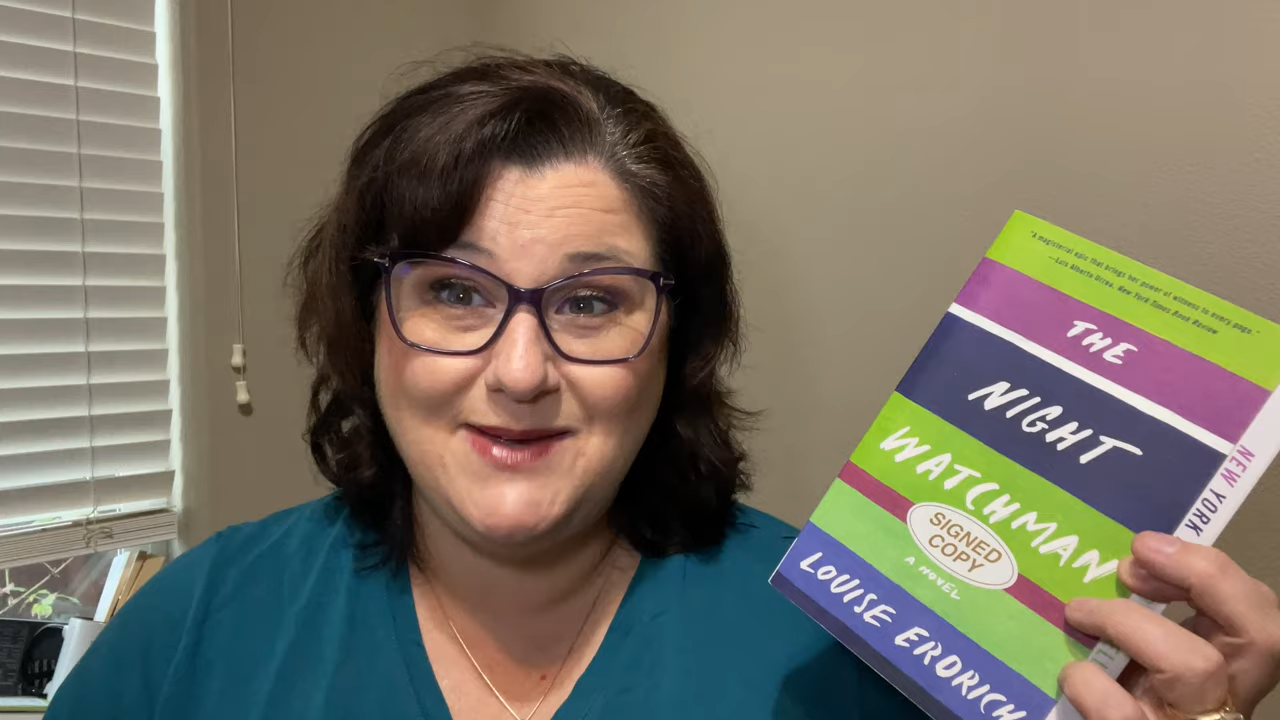 "A magisterial epic that brings her power of witness to every page."
—Luis Alberto Urrea, New York Times Book Review
THE
NIGHT
WATCHMAN
SIGNED
COPY
A NOVEL
LOUISE ERDRICH
NEW YORK